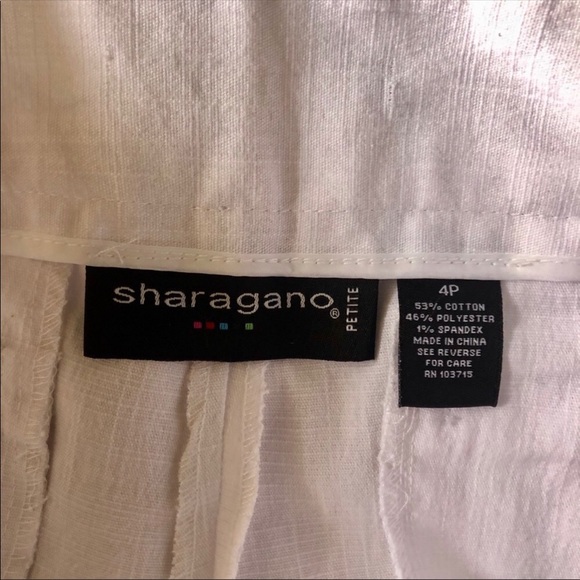 sharagano®
PETITE
4P
53% COTTON
46% POLYESTER
1% SPANDEX
MADE IN CHINA
SEE REVERSE
FOR CARE
RN 103715